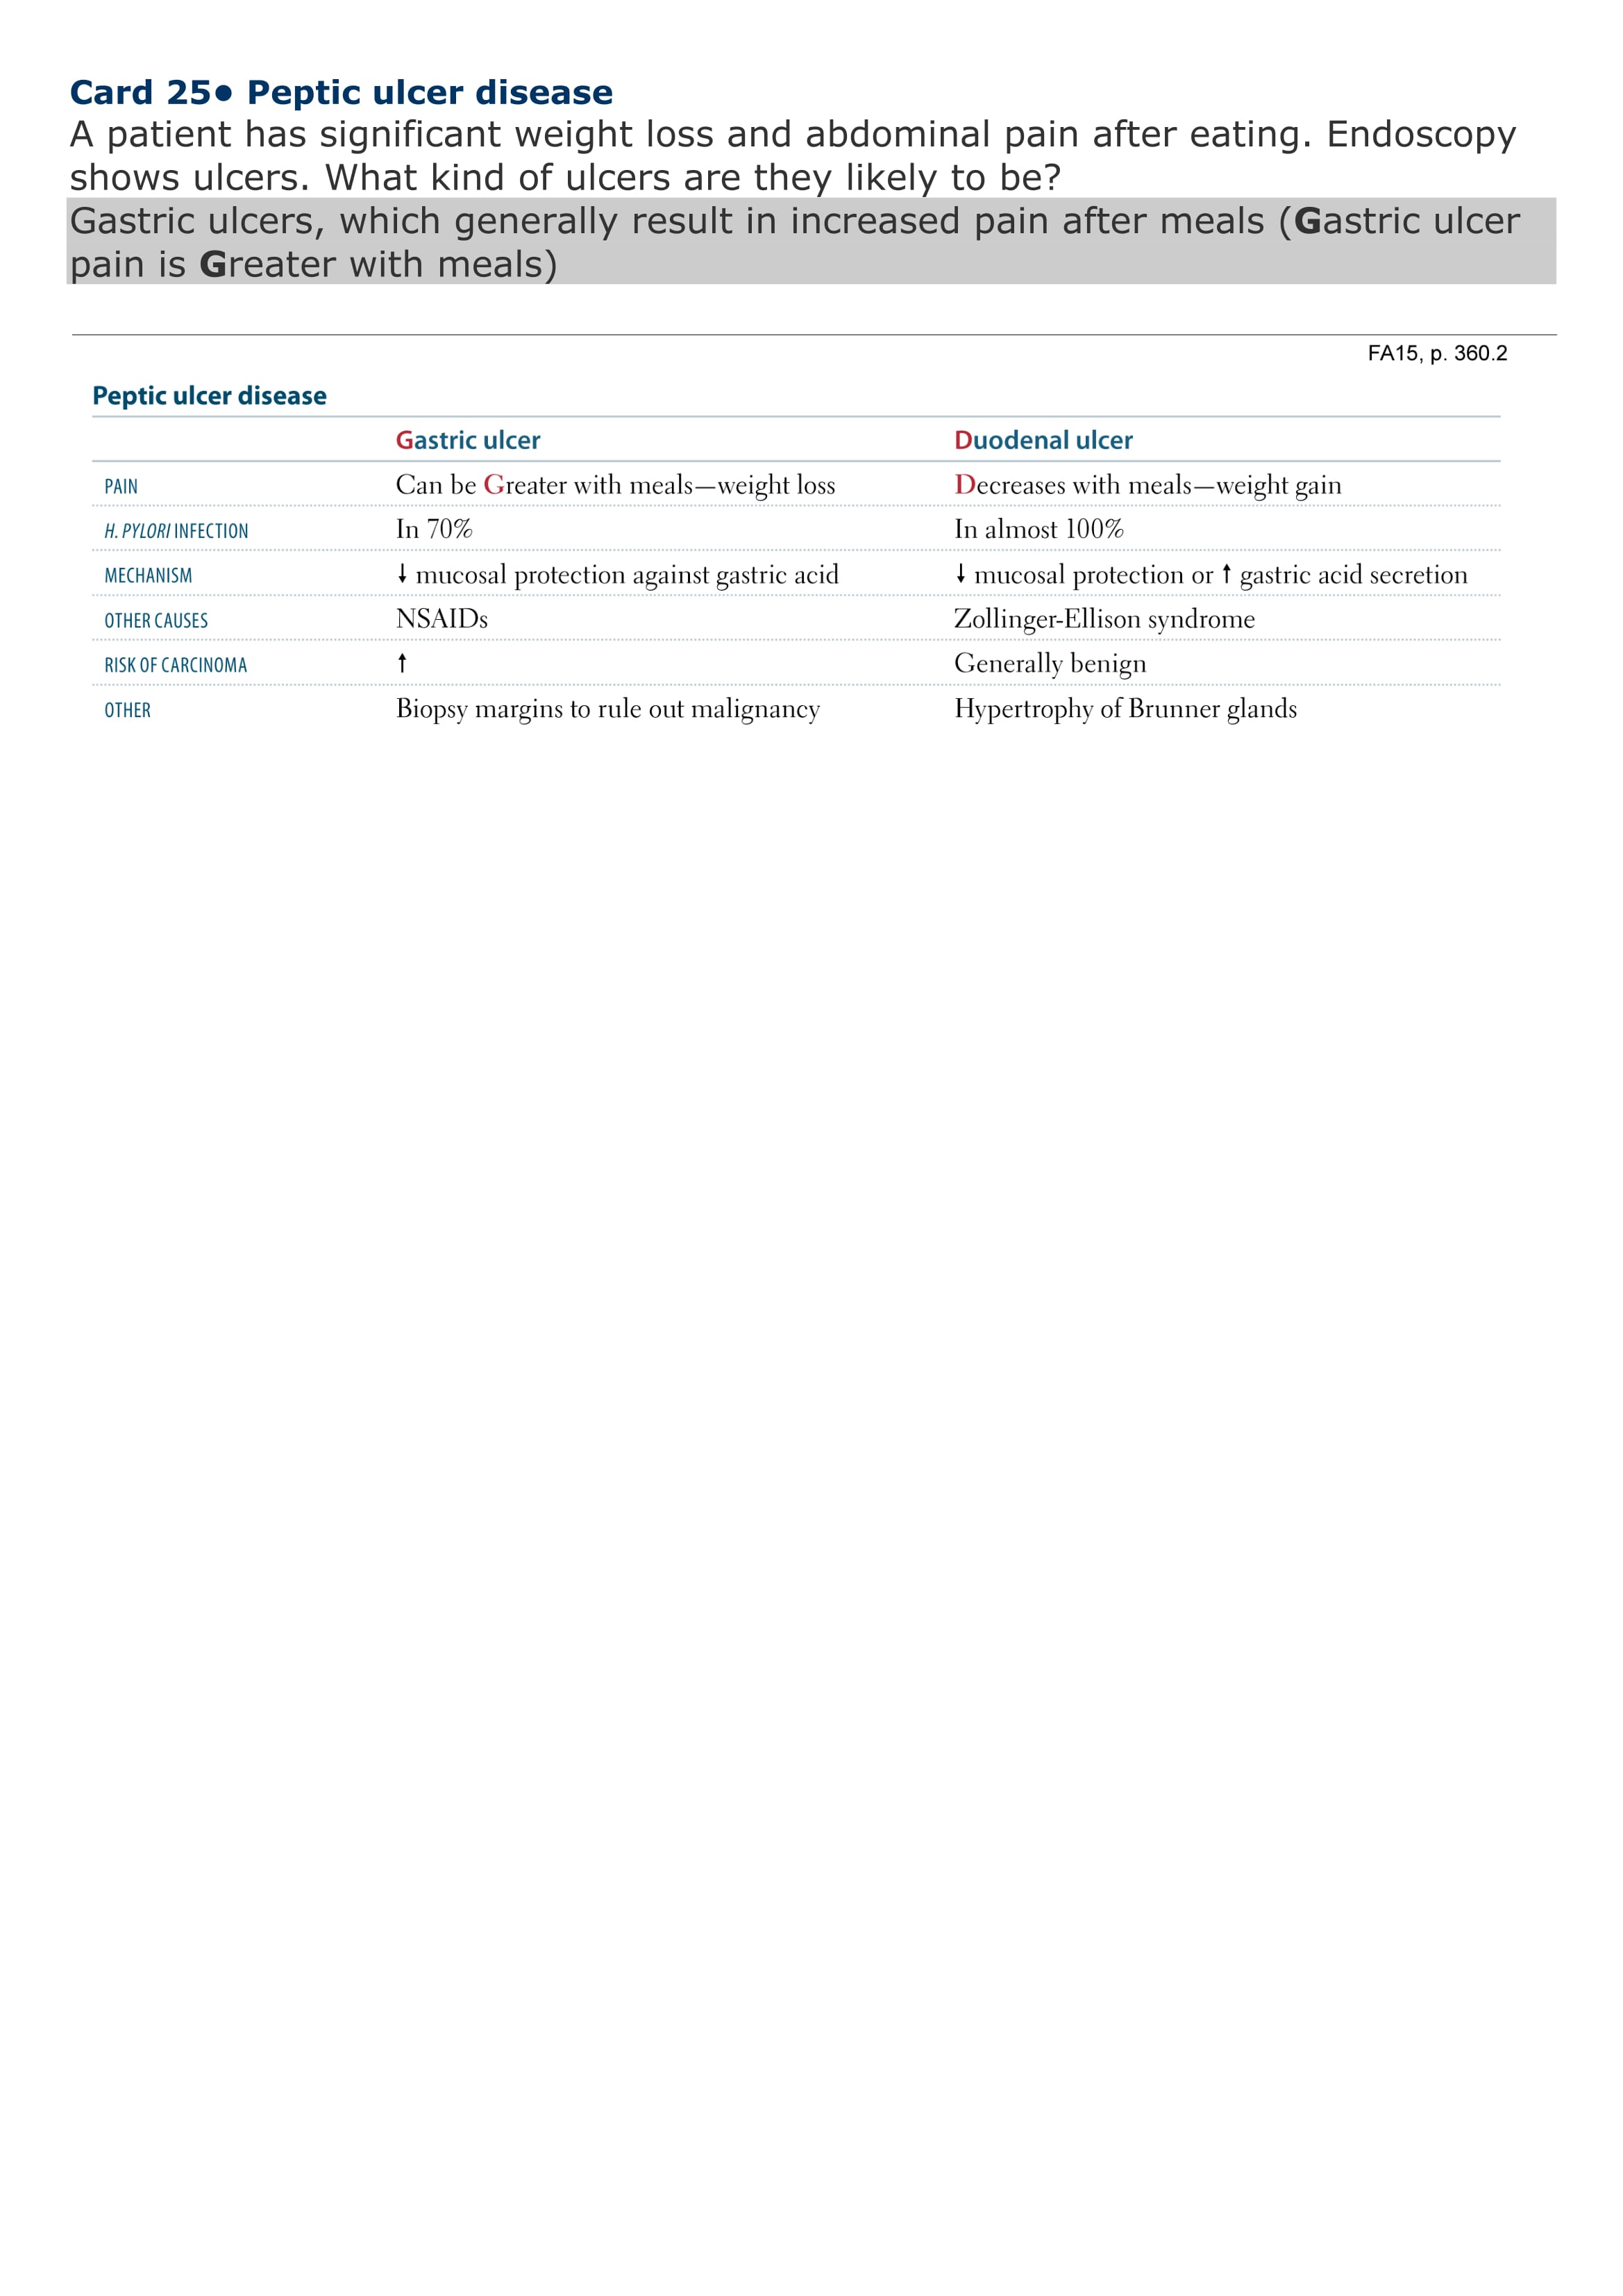 Card 25● Peptic ulcer disease
A patient has significant weight loss and abdominal pain after eating. Endoscopy
shows ulcers. What kind of ulcers are they likely to be?
Gastric ulcers, which generally result in increased pain after meals (Gastric ulcer
pain is Greater with meals)
FA15, p. 360.2
Peptic ulcer disease
Gastric ulcer Duodenal ulcer
PAIN Can be Greater with meals—weight loss Decreases with meals—weight gain
H. PYLORI INFECTION In 70% In almost 100%
MECHANISM ↓ mucosal protection against gastric acid ↓ mucosal protection or ↑ gastric acid secretion
OTHER CAUSES NSAIDs Zollinger-Ellison syndrome
RISK OF CARCINOMA ↑ Generally benign
OTHER Biopsy margins to rule out malignancy Hypertrophy of Brunner glands